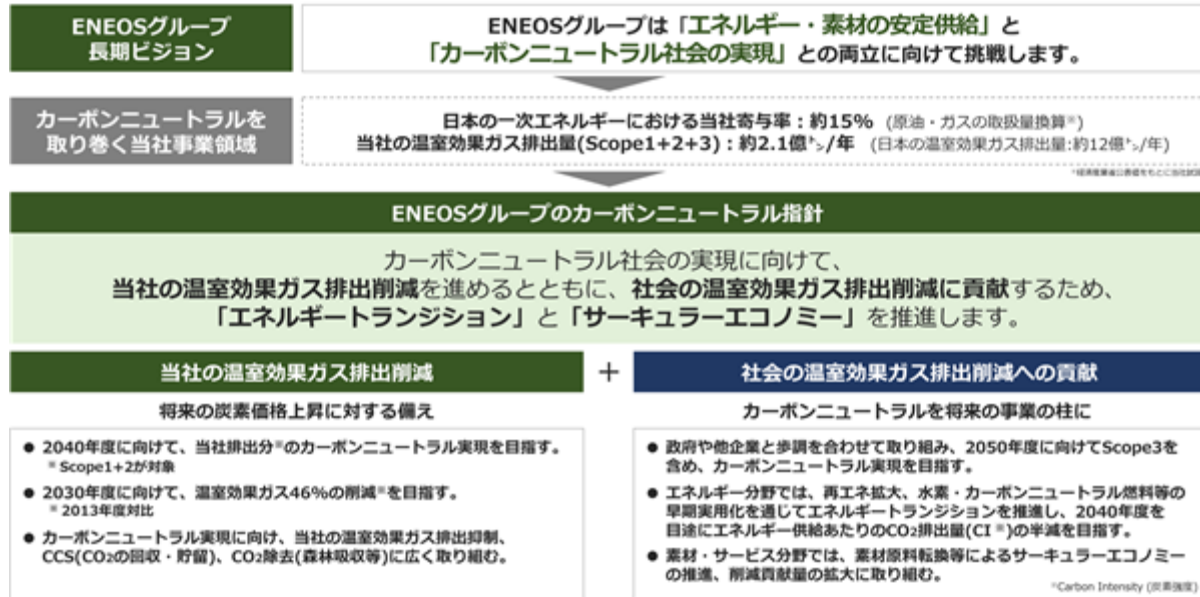 ENEOSグループ
長期ビジョン
ENEOSグループは「エネルギー・素材の安定供給」と
「カーボンニュートラル社会の実現」との両立に向けて挑戦します。
カーボンニュートラルを
取り巻く当社事業領域
日本の一次エネルギーにおける当社寄与率：約15% (原油・ガスの取扱量換算※)
当社の温室効果ガス排出量(Scope1+2+3)：約2.1億㌧/年 (日本の温室効果ガス排出量:約12億㌧/年)
※経済産業省公表値をもとに当社試算
ENEOSグループのカーボンニュートラル指針
カーボンニュートラル社会の実現に向けて、
当社の温室効果ガス排出削減を進めるとともに、社会の温室効果ガス排出削減に貢献するため、
「エネルギートランジション」と「サーキュラーエコノミー」を推進します。
当社の温室効果ガス排出削減
+
社会の温室効果ガス排出削減への貢献
将来の炭素価格上昇に対する備え
● 2040年度に向けて、当社排出分※のカーボンニュートラル実現を目指す。
※Scope1+2が対象
● 2030年度に向けて、温室効果ガス46%の削減※を目指す。
※2013年度対比
● カーボンニュートラル実現に向け、当社の温室効果ガス排出抑制、
CCS(CO₂の回収・貯留)、CO₂除去(森林吸収等)に広く取り組む。
カーボンニュートラルを将来の事業の柱に
● 政府や他企業と歩調を合わせて取り組み、2050年度に向けてScope3を
含め、カーボンニュートラル実現を目指す。
● エネルギー分野では、再エネ拡大、水素・カーボンニュートラル燃料等の
早期実用化を通じてエネルギートランジションを推進し、2040年度を
目途にエネルギー供給あたりのCO₂排出量(CI※)の半減を目指す。
● 素材・サービス分野では、素材原料転換等によるサーキュラーエコノミー
の推進、削減貢献量の拡大に取り組む。
※Carbon Intensity (炭素強度)